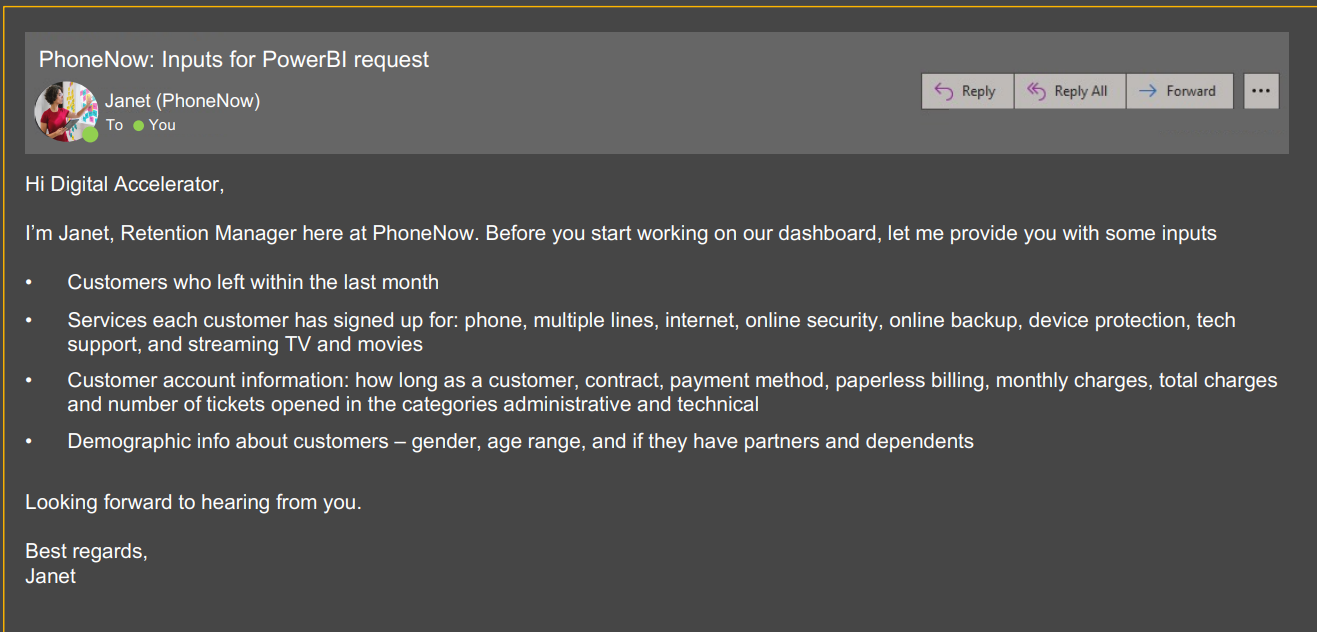 PhoneNow: Inputs for PowerBI request
Janet (PhoneNow)
To You
Reply
Reply All
Forward
Hi Digital Accelerator,
I'm Janet, Retention Manager here at PhoneNow. Before you start working on our dashboard, let me provide you with some inputs
• Customers who left within the last month
• Services each customer has signed up for: phone, multiple lines, internet, online security, online backup, device protection, tech
support, and streaming TV and movies
• Customer account information: how long as a customer, contract, payment method, paperless billing, monthly charges, total charges
and number of tickets opened in the categories administrative and technical
• Demographic info about customers – gender, age range, and if they have partners and dependents
Looking forward to hearing from you.
Best regards,
Janet